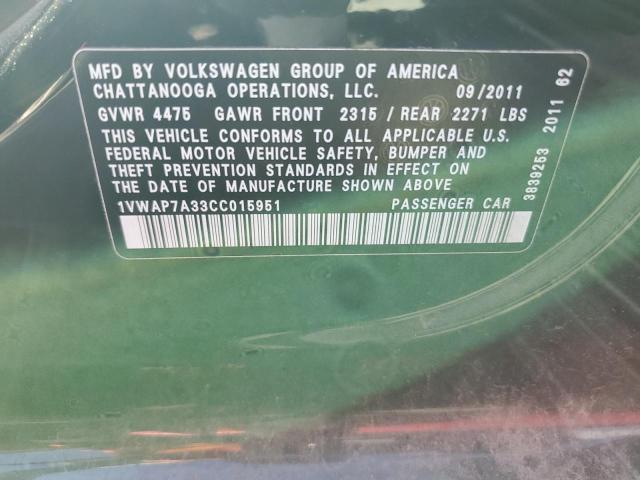 MFD BY VOLKSWAGEN GROUP OF AMERICA
CHATTANOOGA OPERATIONS, LLC. 09/2011
GVWR 4475 GAWR FRONT 2315 / REAR 2271 LBS
THIS VEHICLE CONFORMS TO ALL APPLICABLE U.S.
FEDERAL MOTOR VEHICLE SAFETY, BUMPER AND
THEFT PREVENTION STANDARDS IN EFFECT ON THE
DATE OF MANUFACTURE SHOWN ABOVE
1VWAP7A33CC015951 PASSENGER CAR
3839253 2011 62